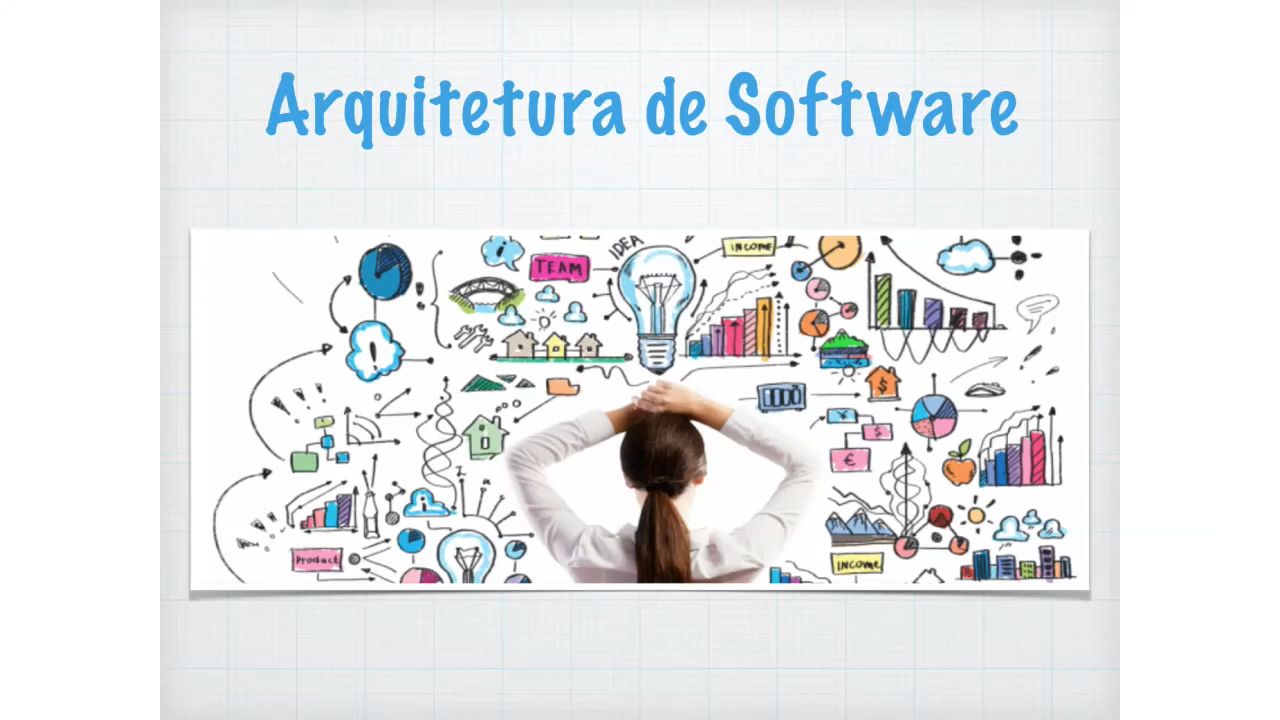 Arquitetura de Software
IDEA
INCOME
TEAM
$
¥
$
€
Product
INCOME